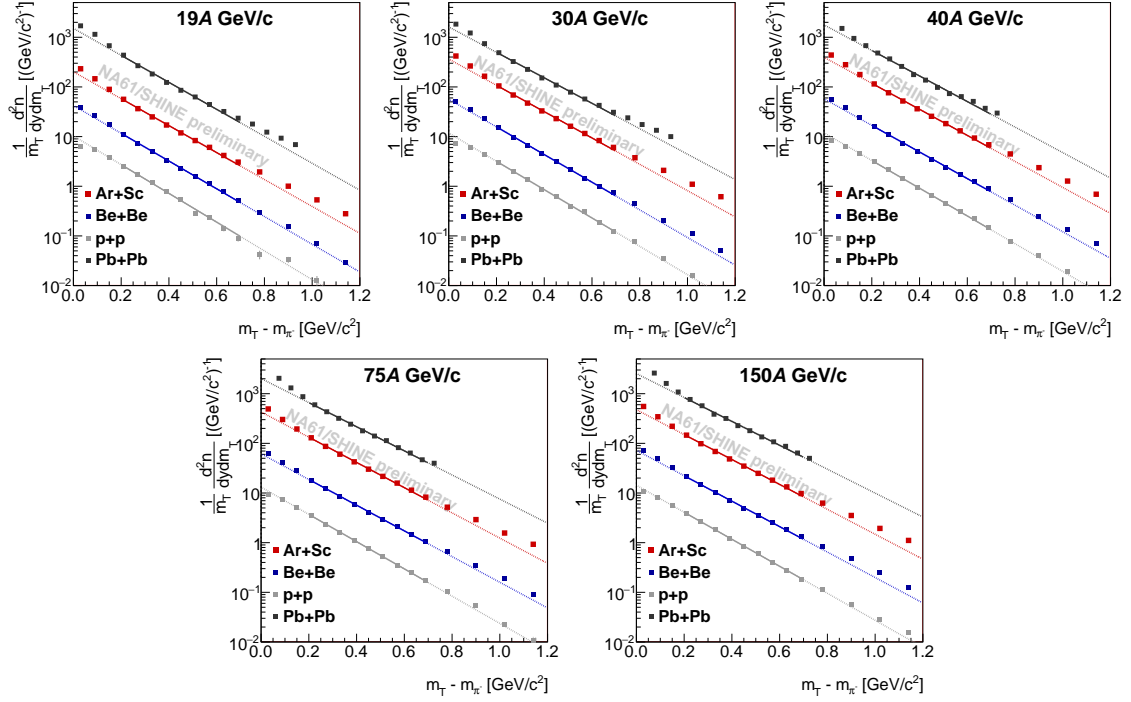 19A GeV/c
1/m_T d²n/dydm_T [(GeV/c²)⁻¹]
10³
10²
10
1
10⁻¹
10⁻²
NA61/SHINE preliminary
Ar+Sc
Be+Be
p+p
Pb+Pb
0.0 0.2 0.4 0.6 0.8 1.0 1.2
m_T - m_π⁻ [GeV/c²]
30A GeV/c
1/m_T d²n/dydm_T [(GeV/c²)⁻¹]
10³
10²
10
1
10⁻¹
10⁻²
NA61/SHINE preliminary
Ar+Sc
Be+Be
p+p
Pb+Pb
0.0 0.2 0.4 0.6 0.8 1.0 1.2
m_T - m_π⁻ [GeV/c²]
40A GeV/c
1/m_T d²n/dydm_T [(GeV/c²)⁻¹]
10³
10²
10
1
10⁻¹
10⁻²
NA61/SHINE preliminary
Ar+Sc
Be+Be
p+p
Pb+Pb
0.0 0.2 0.4 0.6 0.8 1.0 1.2
m_T - m_π⁻ [GeV/c²]
75A GeV/c
1/m_T d²n/dydm_T [(GeV/c²)⁻¹]
10³
10²
10
1
10⁻¹
10⁻²
NA61/SHINE preliminary
Ar+Sc
Be+Be
p+p
Pb+Pb
0.0 0.2 0.4 0.6 0.8 1.0 1.2
m_T - m_π⁻ [GeV/c²]
150A GeV/c
1/m_T d²n/dydm_T [(GeV/c²)⁻¹]
10³
10²
10
1
10⁻¹
10⁻²
NA61/SHINE preliminary
Ar+Sc
Be+Be
p+p
Pb+Pb
0.0 0.2 0.4 0.6 0.8 1.0 1.2
m_T - m_π⁻ [GeV/c²]